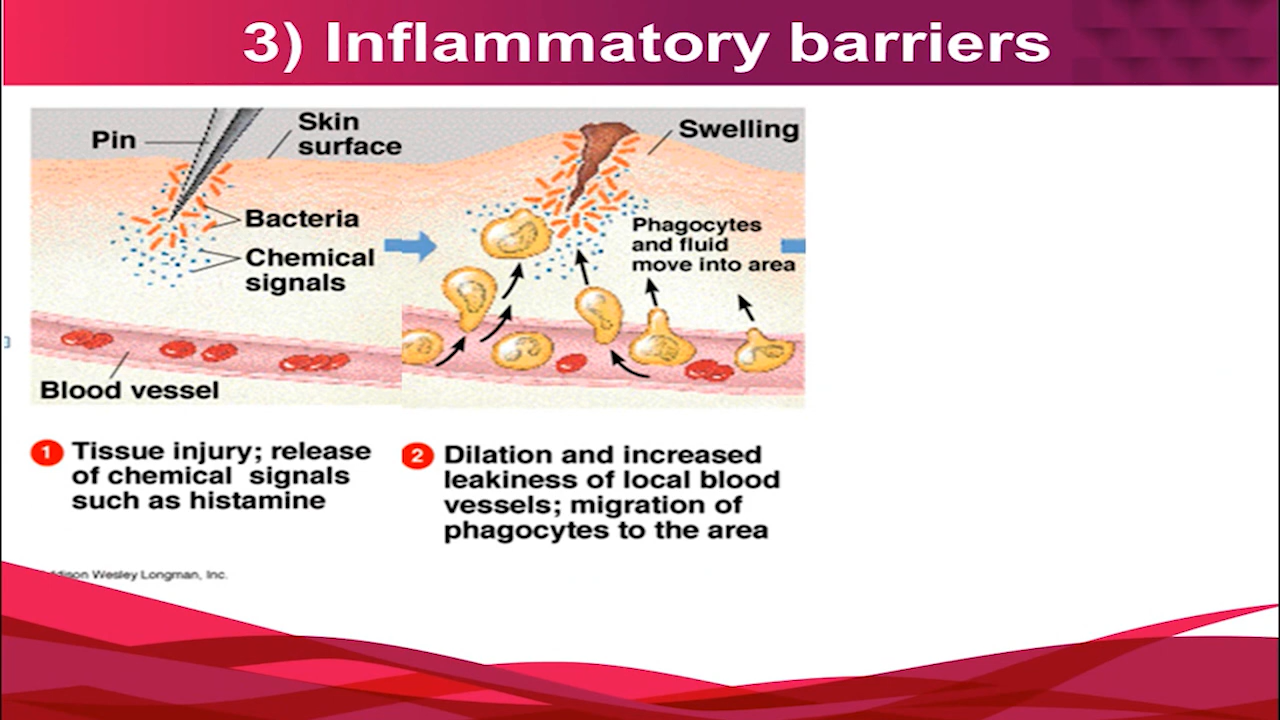 3) Inflammatory barriers
Pin
Skin
surface
Bacteria
Chemical
signals
Blood vessel
Swelling
Phagocytes
and fluid
move into area
1 Tissue injury; release
of chemical signals
such as histamine
2 Dilation and increased
leakiness of local blood
vessels; migration of
phagocytes to the area
Wesley Longman, Inc.